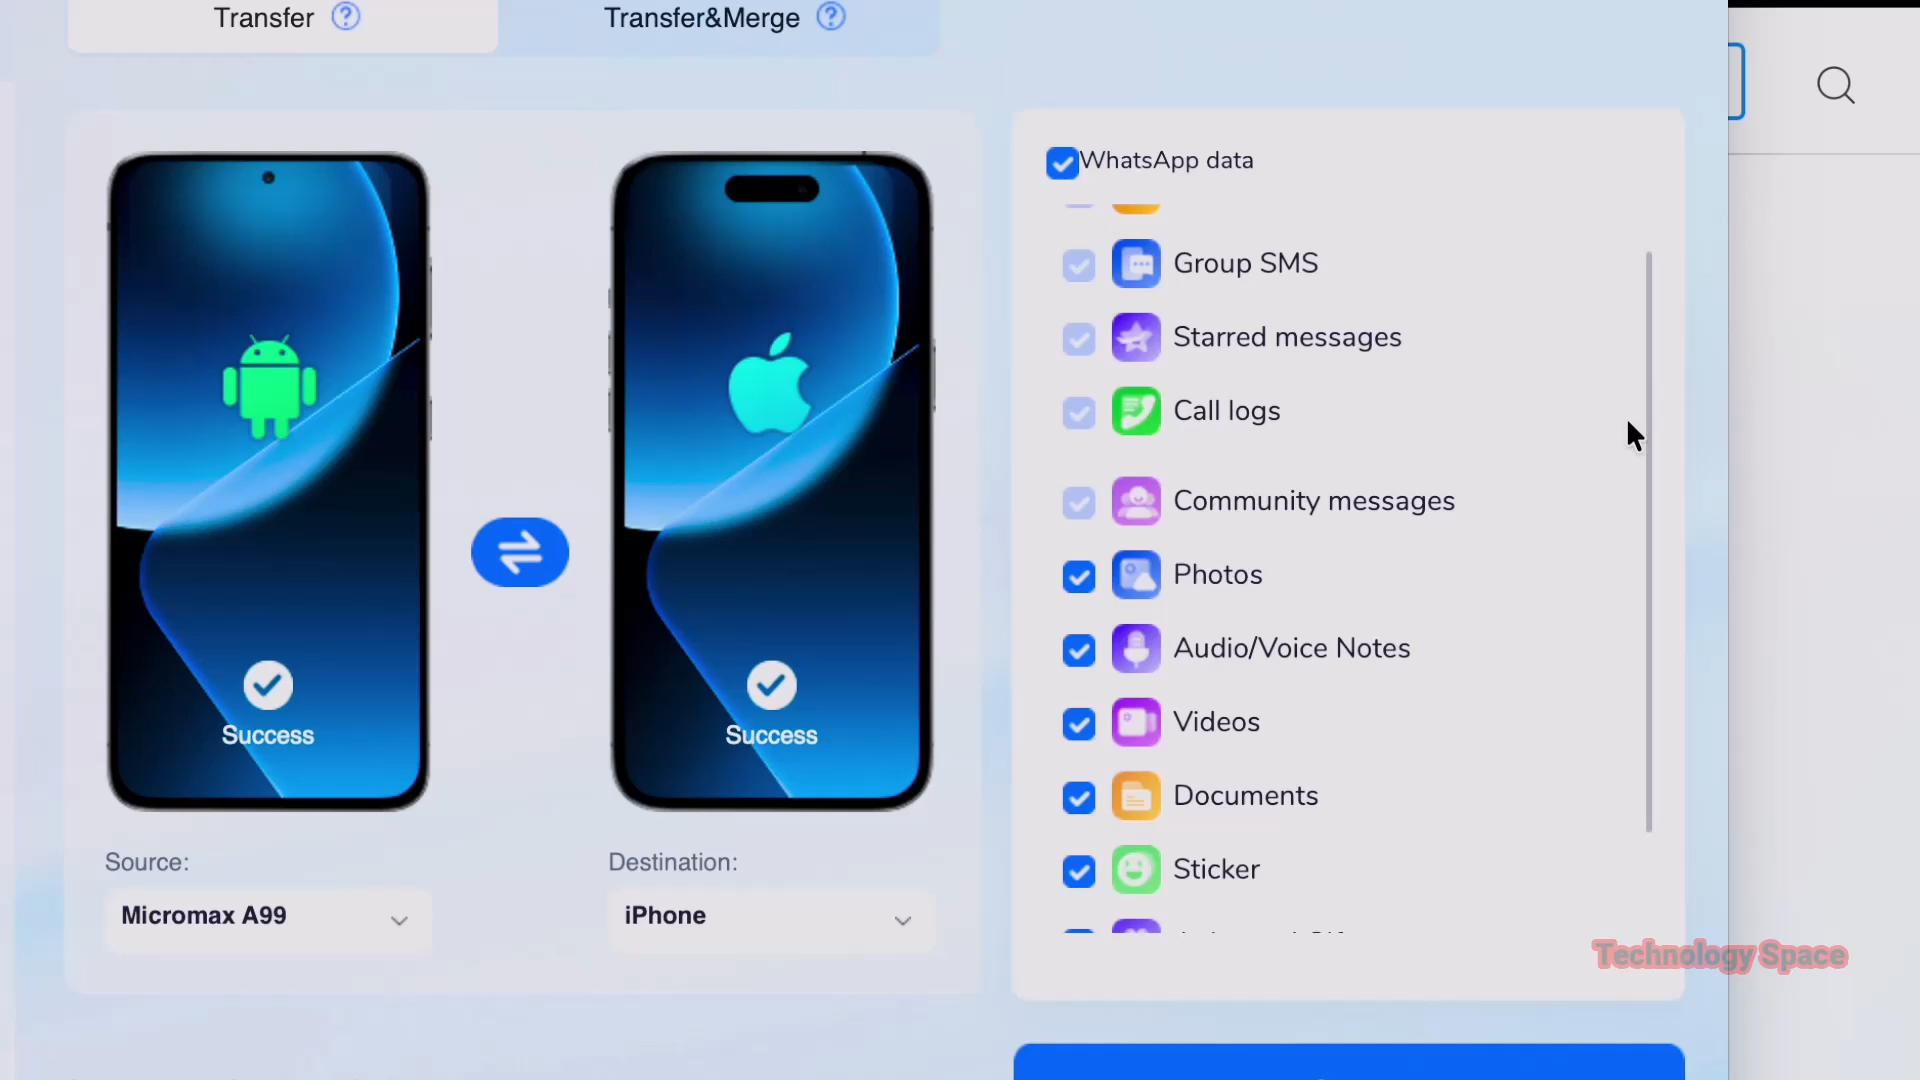 Transfer ?
Transfer&Merge ?
WhatsApp data
Group SMS
Starred messages
Call logs
Community messages
Photos
Audio/Voice Notes
Videos
Documents
Sticker
Success
Success
Source:
Destination:
Micromax A99
iPhone
Technology Space